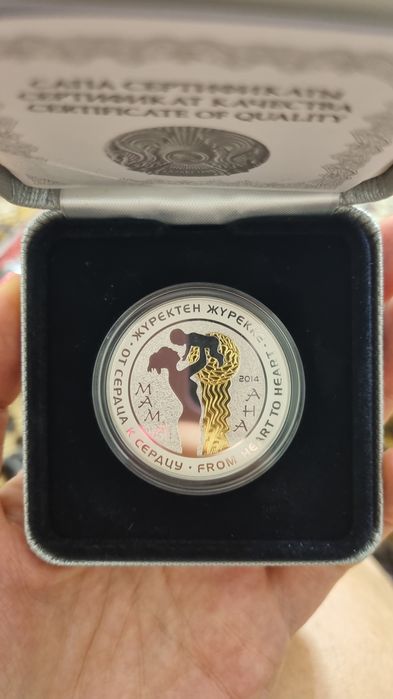 САПА СЕРТИФИКАТЫ
СЕРТИФИКАТ КАЧЕСТВА
CERTIFICATE OF QUALITY
ЖҮРЕКТЕН ЖҮРЕККЕ ·
FROM HEART TO HEART ·
ОТ СЕРДЦА К СЕРДЦУ ·
МАМА
2014
АНА